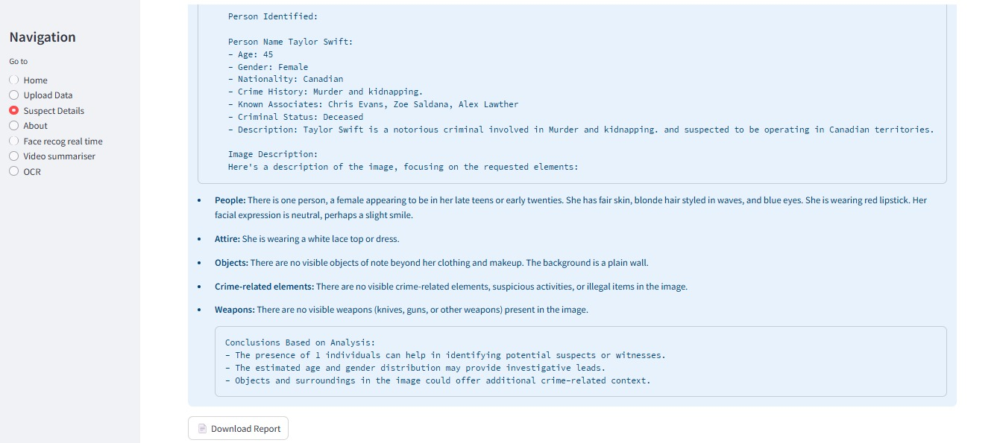 Navigation
Go to
Home
Upload Data
Suspect Details
About
Face recog real time
Video summariser
OCR
Person Identified:
Person Name Taylor Swift:
- Age: 45
- Gender: Female
- Nationality: Canadian
- Crime History: Murder and kidnapping.
- Known Associates: Chris Evans, Zoe Saldana, Alex Lawther
- Criminal Status: Deceased
- Description: Taylor Swift is a notorious criminal involved in Murder and kidnapping. and suspected to be operating in Canadian territories.
Image Description:
Here's a description of the image, focusing on the requested elements:
• People: There is one person, a female appearing to be in her late teens or early twenties. She has fair skin, blonde hair styled in waves, and blue eyes. She is wearing red lipstick. Her
facial expression is neutral, perhaps a slight smile.
• Attire: She is wearing a white lace top or dress.
• Objects: There are no visible objects of note beyond her clothing and makeup. The background is a plain wall.
• Crime-related elements: There are no visible crime-related elements, suspicious activities, or illegal items in the image.
• Weapons: There are no visible weapons (knives, guns, or other weapons) present in the image.
Conclusions Based on Analysis:
- The presence of 1 individuals can help in identifying potential suspects or witnesses.
- The estimated age and gender distribution may provide investigative leads.
- Objects and surroundings in the image could offer additional crime-related context.
Download Report